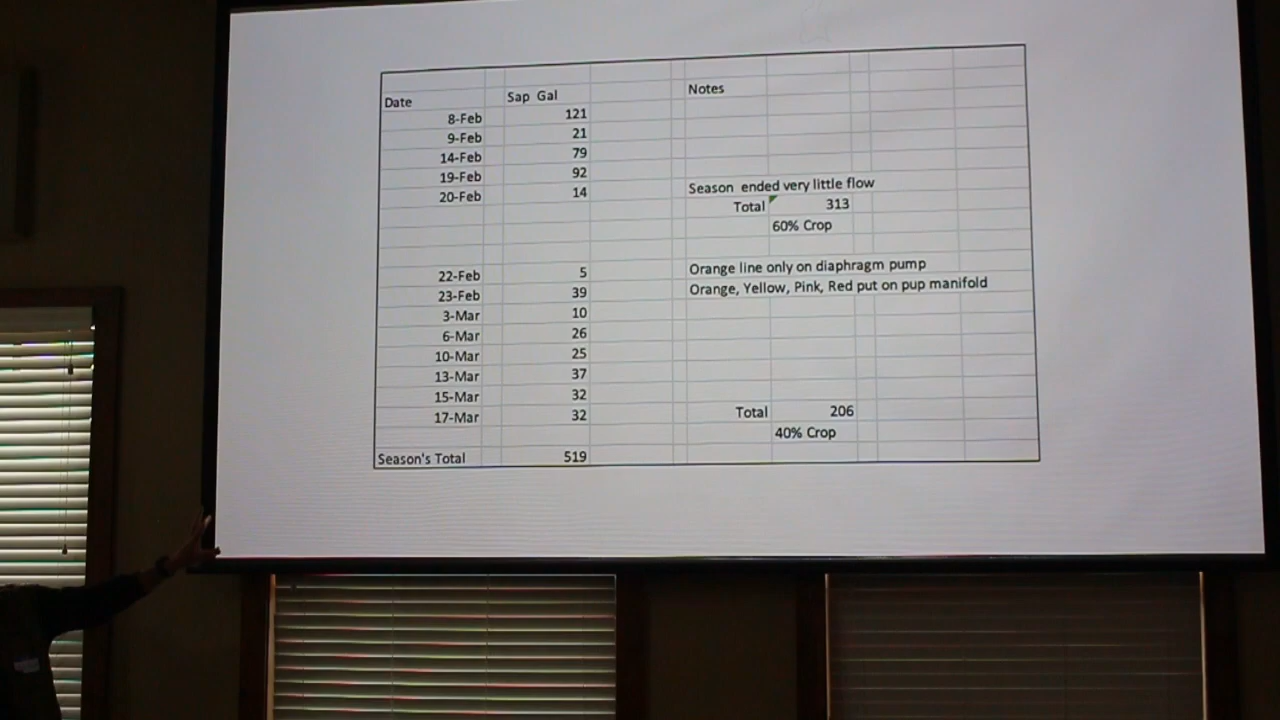 Date Sap Gal Notes
8-Feb 121
9-Feb 21
14-Feb 79
19-Feb 92 Season ended very little flow
20-Feb 14 Total 313
60% Crop
22-Feb 5 Orange line only on diaphragm pump
23-Feb 39 Orange, Yellow, Pink, Red put on pup manifold
3-Mar 10
6-Mar 26
10-Mar 25
13-Mar 37
15-Mar 32
17-Mar 32 Total 206
40% Crop
Season's Total 519